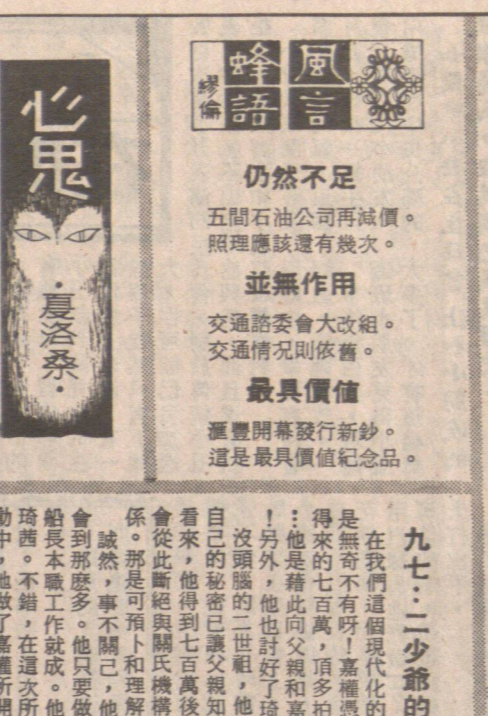 風言
蜂語
繆倫
仍然不足
五間石油公司再減價。
照理應該還有幾次。
並無作用
交通諮委會大改組。
交通情况則依舊。
最具價值
滙豐開幕發行新鈔。
這是最具價值紀念品。
心鬼
・夏洛桑・
九七:二少爺的
在我們這個現代化的
是無奇不有呀!嘉權憑
得來的七百萬,頂多拍
…他是藉此向父親和嘉
!另外,他也討好了琦
沒頭腦的二世祖,他
自己的秘密已讓父親知
看來,他得到七百萬後
會從此斷絕與關氏機構
係。那是可預卜和理解
誠然,事不關己,他
會到那麽多。他只要做
船長本職工作就成。他
琦茜。不錯,在這次所
動中,他做了嘉權所開